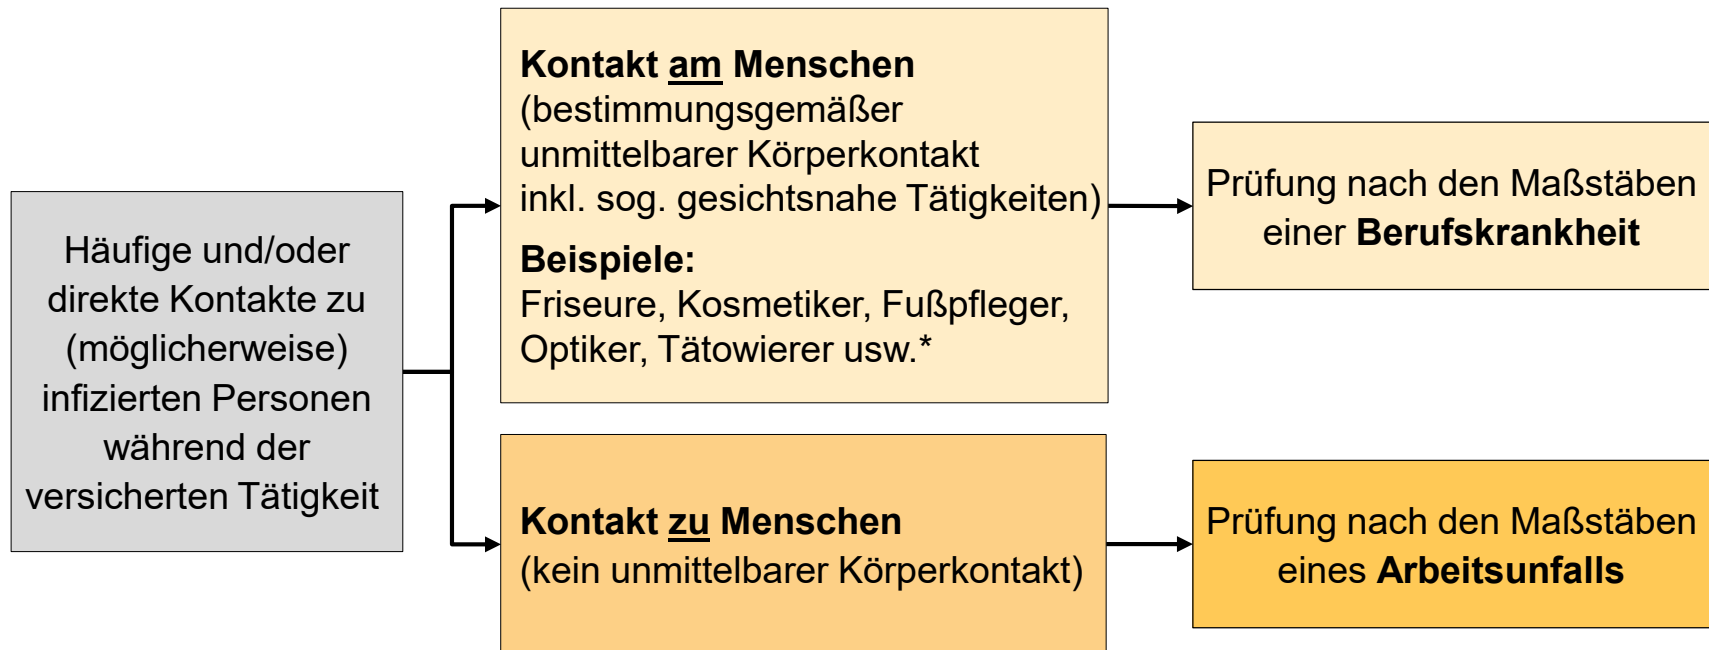 Häufige und/oder
direkte Kontakte zu
(möglicherweise)
infizierten Personen
während der
versicherten Tätigkeit
Kontakt am Menschen
(bestimmungsgemäßer
unmittelbarer Körperkontakt
inkl. sog. gesichtsnahe Tätigkeiten)
Beispiele:
Friseure, Kosmetiker, Fußpfleger,
Optiker, Tätowierer usw.*
Prüfung nach den Maßstäben
einer Berufskrankheit
Kontakt zu Menschen
(kein unmittelbarer Körperkontakt)
Prüfung nach den Maßstäben
eines Arbeitsunfalls